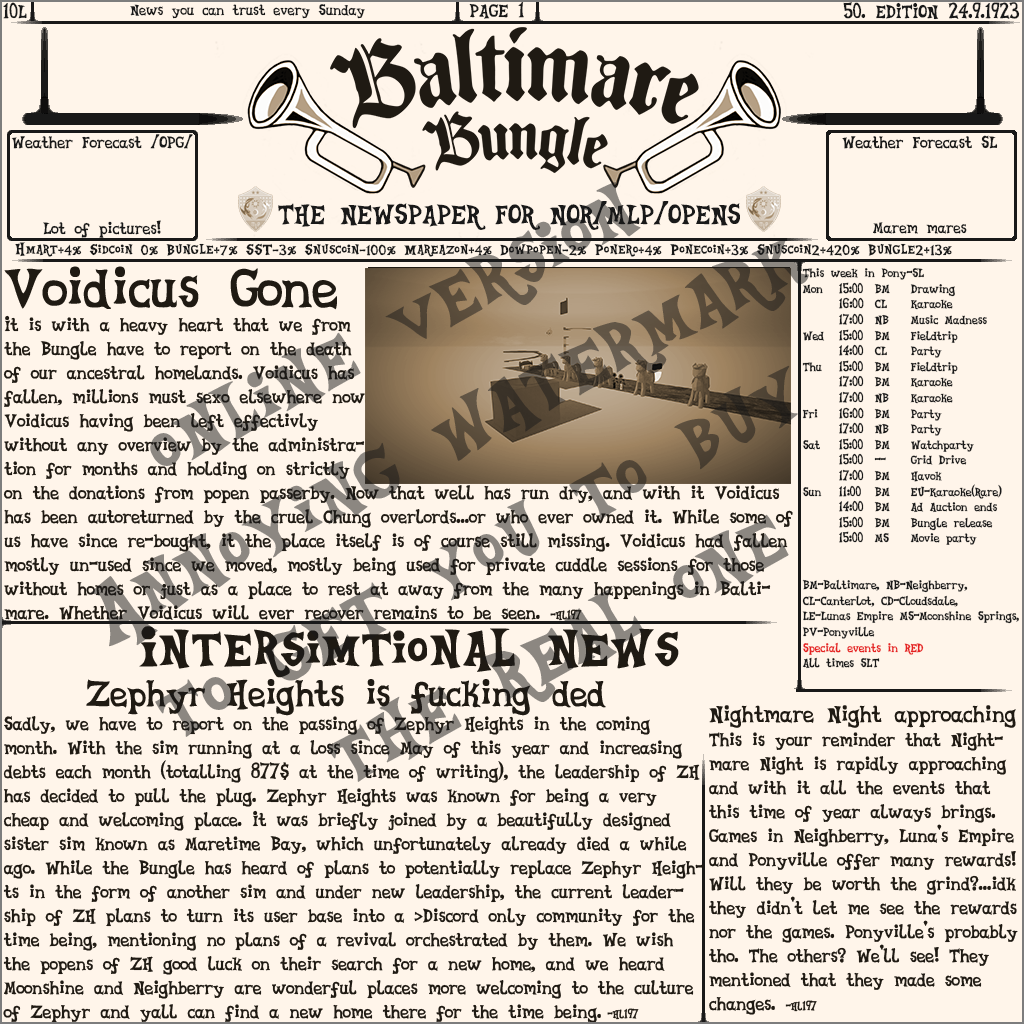 10L
News you can trust every Sunday
PAGE 1
50. EDITION 24.9.1923
Baltimare
Bungle
THE NEWSPAPER FOR NOR/MLP/OPENS
Weather Forecast /OPG/
Lot of pictures!
Weather Forecast SL
Marem mares
HMART+4% SIDCOIN 0% BUNGLE+7% SST-3% SNUSCOIN-100% MAREAZON+4% DOWPOPEN-2% PONERO+4% PONECOIN+3% SNUSCOIN2+420% BUNGLE2+13%
Voidicus Gone
it is with a heavy heart that we from
the Bungle have to report on the death
of our ancestral homelands. Voidicus has
fallen, millions must sexo elsewhere now
Voidicus having been left effectivly
without any overview by the administra-
tion for months and holding on strictly
on the donations from popen passerby. Now that well has run dry, and with it Voidicus
has been autoreturned by the cruel Chung overlords...or who ever owned it. While some of
us have since re-bought, it the place itself is of course still missing. Voidicus had fallen
mostly un-used since we moved, mostly being used for private cuddle sessions for those
without homes or just as a place to rest at away from the many happenings in Balti-
mare. Whether Voidicus will ever recover remains to be seen. -HL197
This week in Pony-SL
Mon 15:00 BM Drawing
16:00 CL Karaoke
17:00 NB Music Madness
Wed 15:00 BM Fieldtrip
14:00 CL Party
Thu 15:00 BM Fieldtrip
17:00 BM Karaoke
17:00 NB Karaoke
Fri 16:00 BM Party
17:00 NB Party
Sat 15:00 BM Watchparty
15:00 --- Grid Drive
17:00 BM Havok
Sun 11:00 BM EU-Karaoke(Rare)
14:00 BM Ad Auction ends
15:00 BM Bungle release
15:00 MS Movie party
BM-Baltimare, NB-Neighberry,
CL-Canterlot, CD-Cloudsdale,
LE-Lunas Empire MS-Moonshine Springs,
PV-Ponyville
Special events in RED
All times SLT
INTERSIMTIONAL NEWS
Zephyr Heights is fucking ded
Sadly, we have to report on the passing of Zephyr Heights in the coming
month. With the sim running at a loss since May of this year and increasing
debts each month (totalling 877$ at the time of writing), the leadership of ZH
has decided to pull the plug. Zephyr Heights was known for being a very
cheap and welcoming place. it was briefly joined by a beautifully designed
sister sim known as Maretime Bay, which unfortunately already died a while
ago. While the Bungle has heard of plans to potentially replace Zephyr Heigh-
ts in the form of another sim and under new leadership, the current leader-
ship of ZH plans to turn its user base into a >Discord only community for the
time being, mentioning no plans of a revival orchestrated by them. We wish
the popens of ZH good luck on their search for a new home, and we heard
Moonshine and Neighberry are wonderful places more welcoming to the culture
of Zephyr and yall can find a new home there for the time being. -HL197
Nightmare Night approaching
This is your reminder that Night-
mare Night is rapidly approaching
and with it all the events that
this time of year always brings.
Games in Neighberry, Luna's Empire
and Ponyville offer many rewards!
Will they be worth the grind?...idk
they didn't let me see the rewards
nor the games. Ponyville's probably
tho. The others? We'll see! They
mentioned that they made some
changes. -HL197
ONLINE VERSION
ANNOYING WATERMARK
TO GET YOU TO BUY
THE REAL ONE